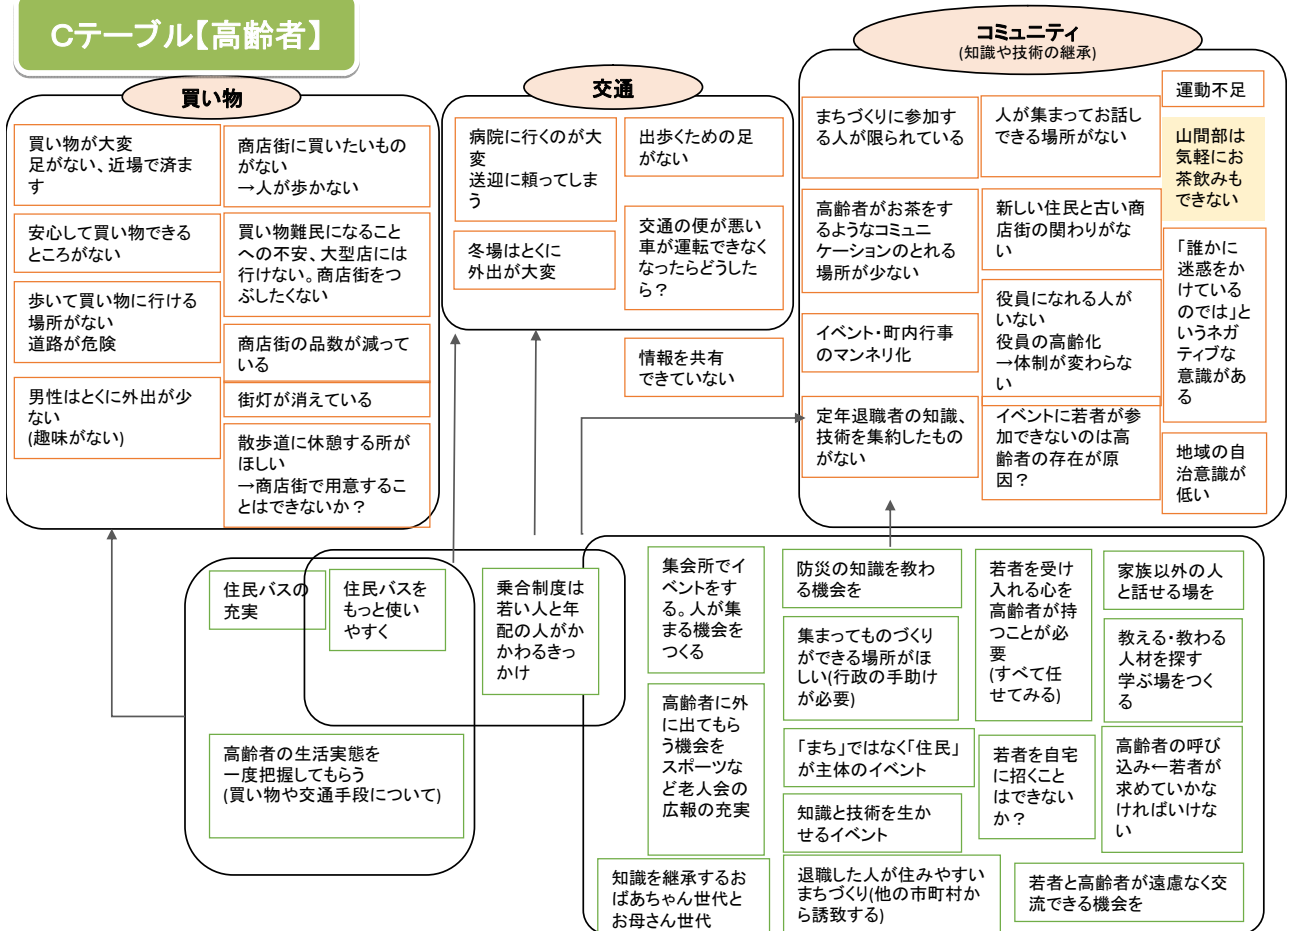 Cテーブル【高齢者】
買い物
買い物が大変
足がない、近場で済ま
す
安心して買い物できる
ところがない
歩いて買い物に行ける
場所がない
道路が危険
男性はとくに外出が少
ない
(趣味がない)
商店街に買いたいもの
がない
→人が歩かない
買い物難民になること
への不安、大型店には
行けない。商店街をつ
ぶしたくない
商店街の品数が減って
いる
街灯が消えている
散歩道に休憩する所が
ほしい
→商店街で用意するこ
とはできないか？
交通
病院に行くのが大
変
送迎に頼ってしま
う
冬場はとくに
外出が大変
出歩くための足
がない
交通の便が悪い
車が運転できなく
なったらどうした
ら？
情報を共有
できていない
コミュニティ
(知識や技術の継承)
まちづくりに参加す
る人が限られている
高齢者がお茶をす
るようなコミュニ
ケーションのとれる
場所が少ない
イベント・町内行事
のマンネリ化
定年退職者の知識、
技術を集約したもの
がない
人が集まってお話し
できる場所がない
新しい住民と古い商
店街の関わりがな
い
役員になれる人が
いない
役員の高齢化
→体制が変わらな
い
イベントに若者が参
加できないのは高
齢者の存在が原
因？
運動不足
山間部は
気軽にお
茶飲みも
できない
「誰かに
迷惑をか
けている
のでは」と
いうネガ
ティブな
意識があ
る
地域の自
治意識が
低い
住民バスの
充実
住民バスを
もっと使い
やすく
乗合制度は
若い人と年
配の人がか
かわるきっ
かけ
高齢者の生活実態を
一度把握してもらう
(買い物や交通手段について)
集会所でイ
ベントをす
る。人が集
まる機会を
つくる
高齢者に外
に出てもら
う機会を
スポーツな
ど老人会の
広報の充実
知識を継承するお
ばあちゃん世代と
お母さん世代
防災の知識を教わ
る機会を
集まってものづくり
ができる場所がほ
しい(行政の手助け
が必要)
「まち」ではなく「住民」
が主体のイベント
知識と技術を生か
せるイベント
退職した人が住みやすい
まちづくり(他の市町村か
ら誘致する)
若者を受け
入れる心を
高齢者が持
つことが必
要
(すべて任
せてみる)
若者を自宅
に招くこと
はできない
か？
家族以外の人
と話せる場を
教える・教わる
人材を探す
学ぶ場をつく
る
高齢者の呼び
込み←若者が
求めていかな
ければいけな
い
若者と高齢者が遠慮なく交
流できる機会を